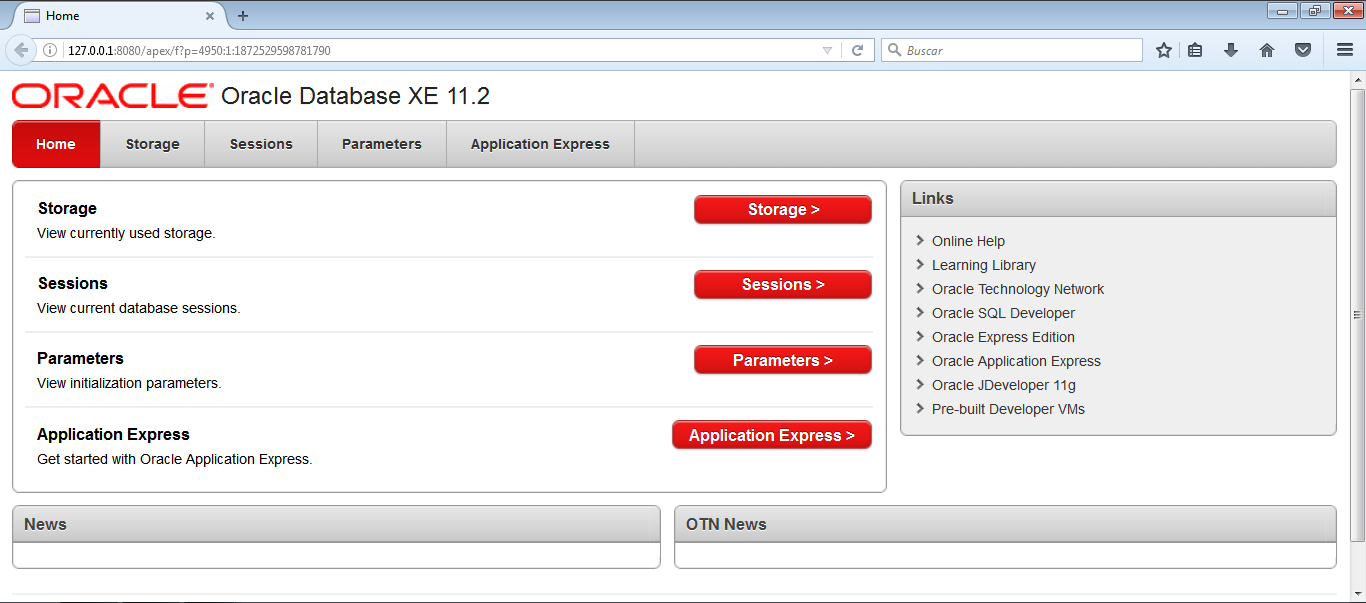 Home
127.0.0.1:8080/apex/f?p=4950:1:1872529598781790
Buscar
ORACLE Oracle Database XE 11.2
Home Storage Sessions Parameters Application Express
Storage
View currently used storage.
Storage >
Sessions
View current database sessions.
Sessions >
Parameters
View initialization parameters.
Parameters >
Application Express
Get started with Oracle Application Express.
Application Express >
Links
Online Help
Learning Library
Oracle Technology Network
Oracle SQL Developer
Oracle Express Edition
Oracle Application Express
Oracle JDeveloper 11g
Pre-built Developer VMs
News
OTN News